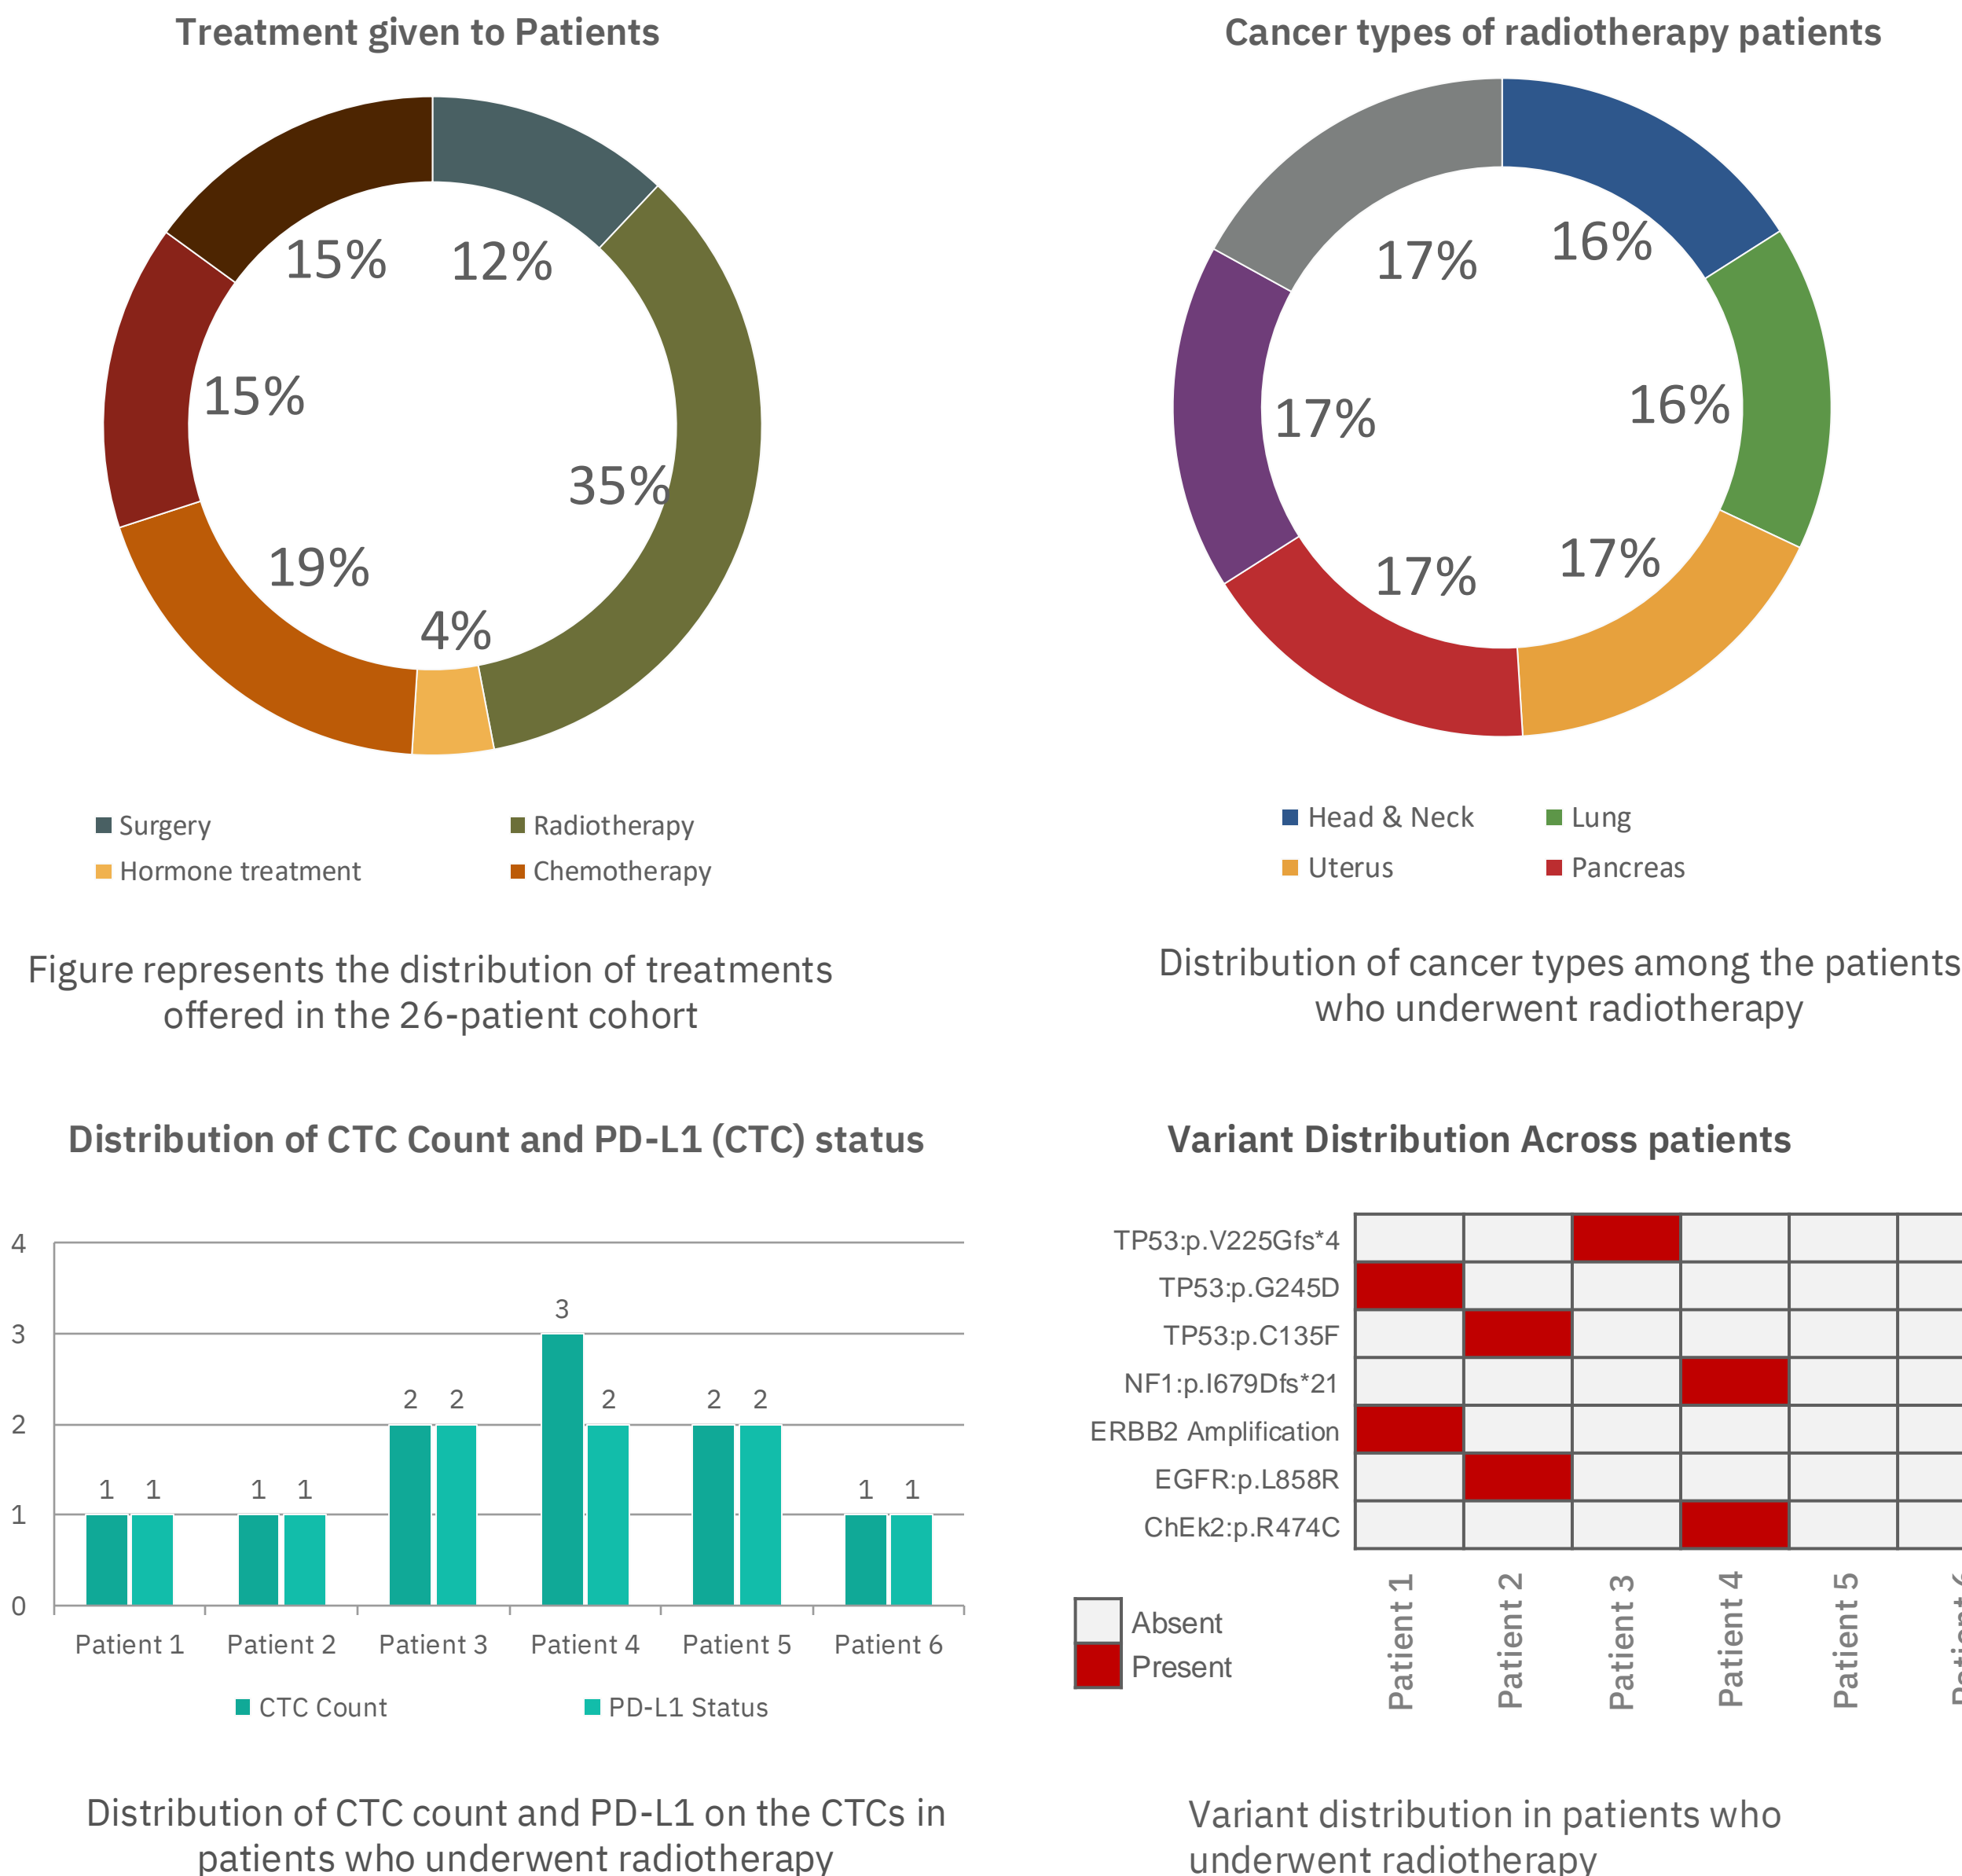 Treatment given to Patients
15%
12%
15%
35%
19%
4%
Surgery
Radiotherapy
Hormone treatment
Chemotherapy
Figure represents the distribution of treatments
offered in the 26-patient cohort
Cancer types of radiotherapy patients
17%
16%
17%
16%
17%
17%
Head & Neck
Lung
Uterus
Pancreas
Distribution of cancer types among the patients
who underwent radiotherapy
Distribution of CTC Count and PD-L1 (CTC) status
4
3
2
1
0
1
1
1
1
2
2
3
2
2
2
1
1
Patient 1
Patient 2
Patient 3
Patient 4
Patient 5
Patient 6
CTC Count
PD-L1 Status
Distribution of CTC count and PD-L1 on the CTCs in
patients who underwent radiotherapy
Variant Distribution Across patients
TP53:p.V225Gfs*4
TP53:p.G245D
TP53:p.C135F
NF1:p.I679Dfs*21
ERBB2 Amplification
EGFR:p.L858R
ChEk2:p.R474C
Absent
Present
Patient 1
Patient 2
Patient 3
Patient 4
Patient 5
Variant distribution in patients who
underwent radiotherapy